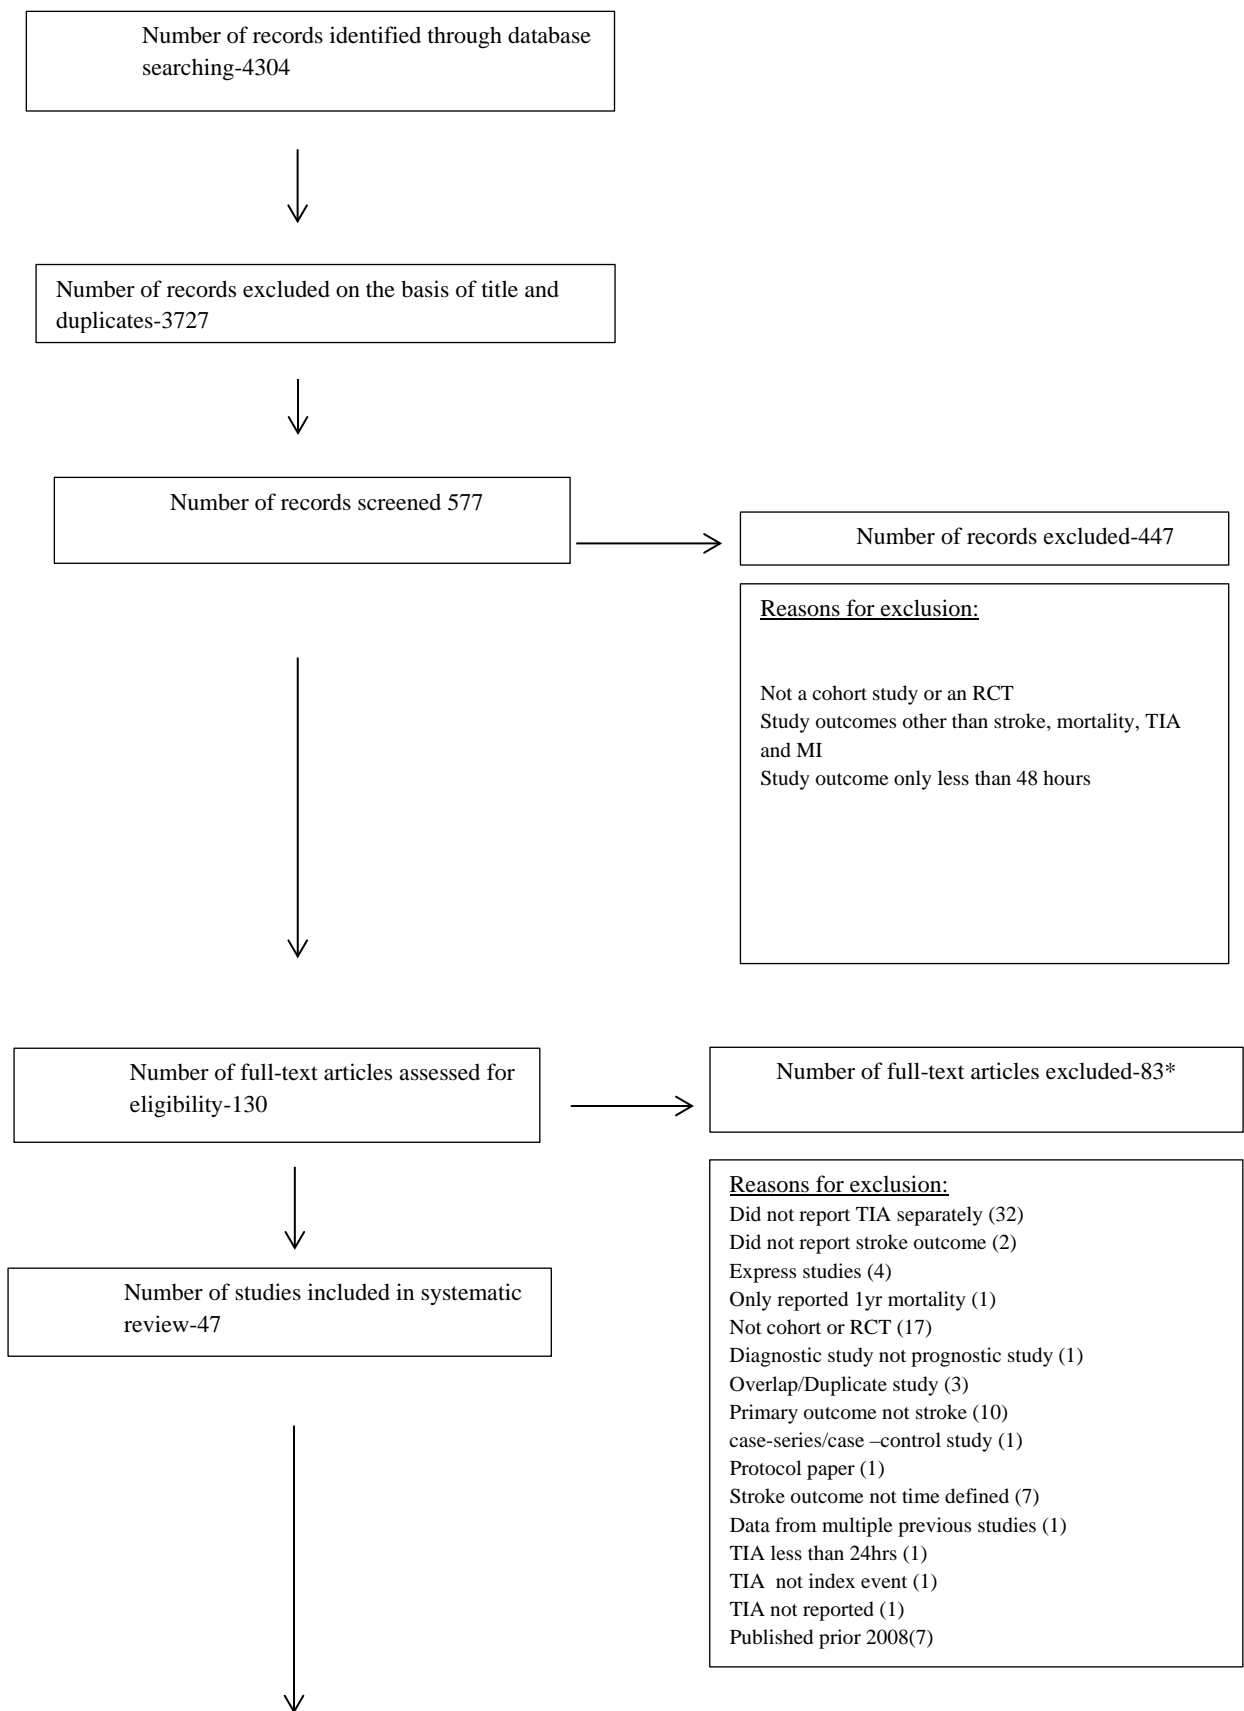 Number of records identified through database
searching-4304
Number of records excluded on the basis of title and
duplicates-3727
Number of records screened 577
Number of records excluded-447
Reasons for exclusion:
Not a cohort study or an RCT
Study outcomes other than stroke, mortality, TIA
and MI
Study outcome only less than 48 hours
Number of full-text articles assessed for
eligibility-130
Number of full-text articles excluded-83*
Reasons for exclusion:
Did not report TIA separately (32)
Did not report stroke outcome (2)
Express studies (4)
Only reported 1yr mortality (1)
Not cohort or RCT (17)
Diagnostic study not prognostic study (1)
Overlap/Duplicate study (3)
Primary outcome not stroke (10)
case-series/case –control study (1)
Protocol paper (1)
Stroke outcome not time defined (7)
Data from multiple previous studies (1)
TIA less than 24hrs (1)
TIA  not index event (1)
TIA not reported (1)
Published prior 2008(7)
Number of studies included in systematic
review-47